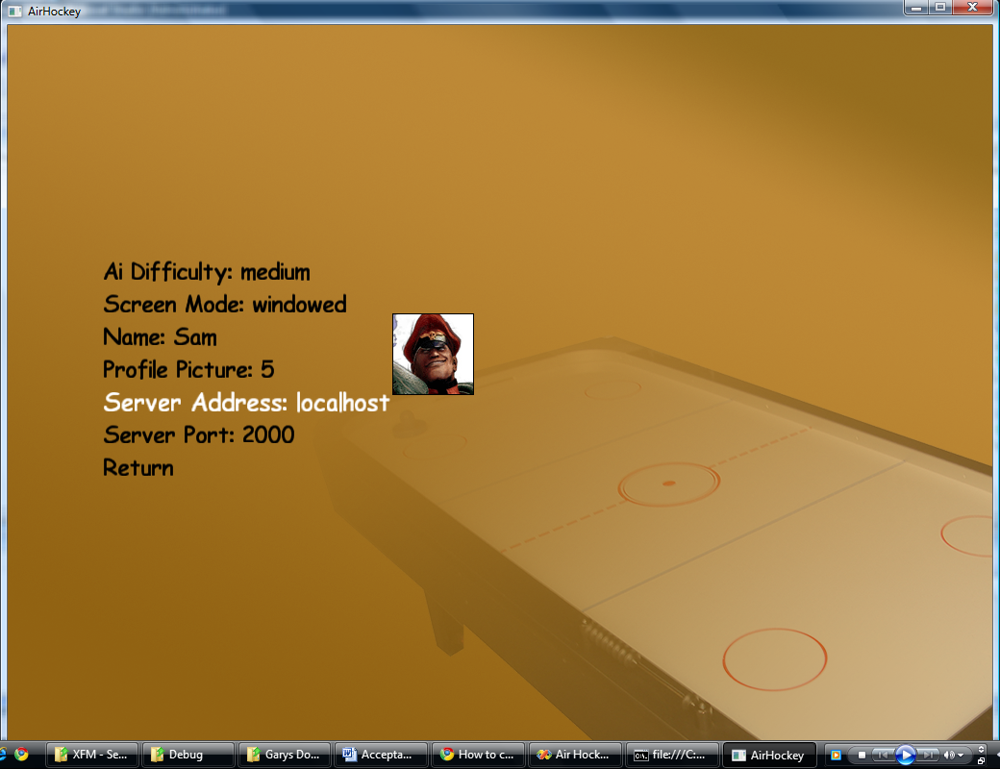 AirHockey
Ai Difficulty: medium
Screen Mode: windowed
Name: Sam
Profile Picture: 5
Server Address: localhost
Server Port: 2000
Return
XFM - Se...
Debug
Garys Do...
Accepta...
How to c...
Air Hock...
file:///C:...
AirHockey